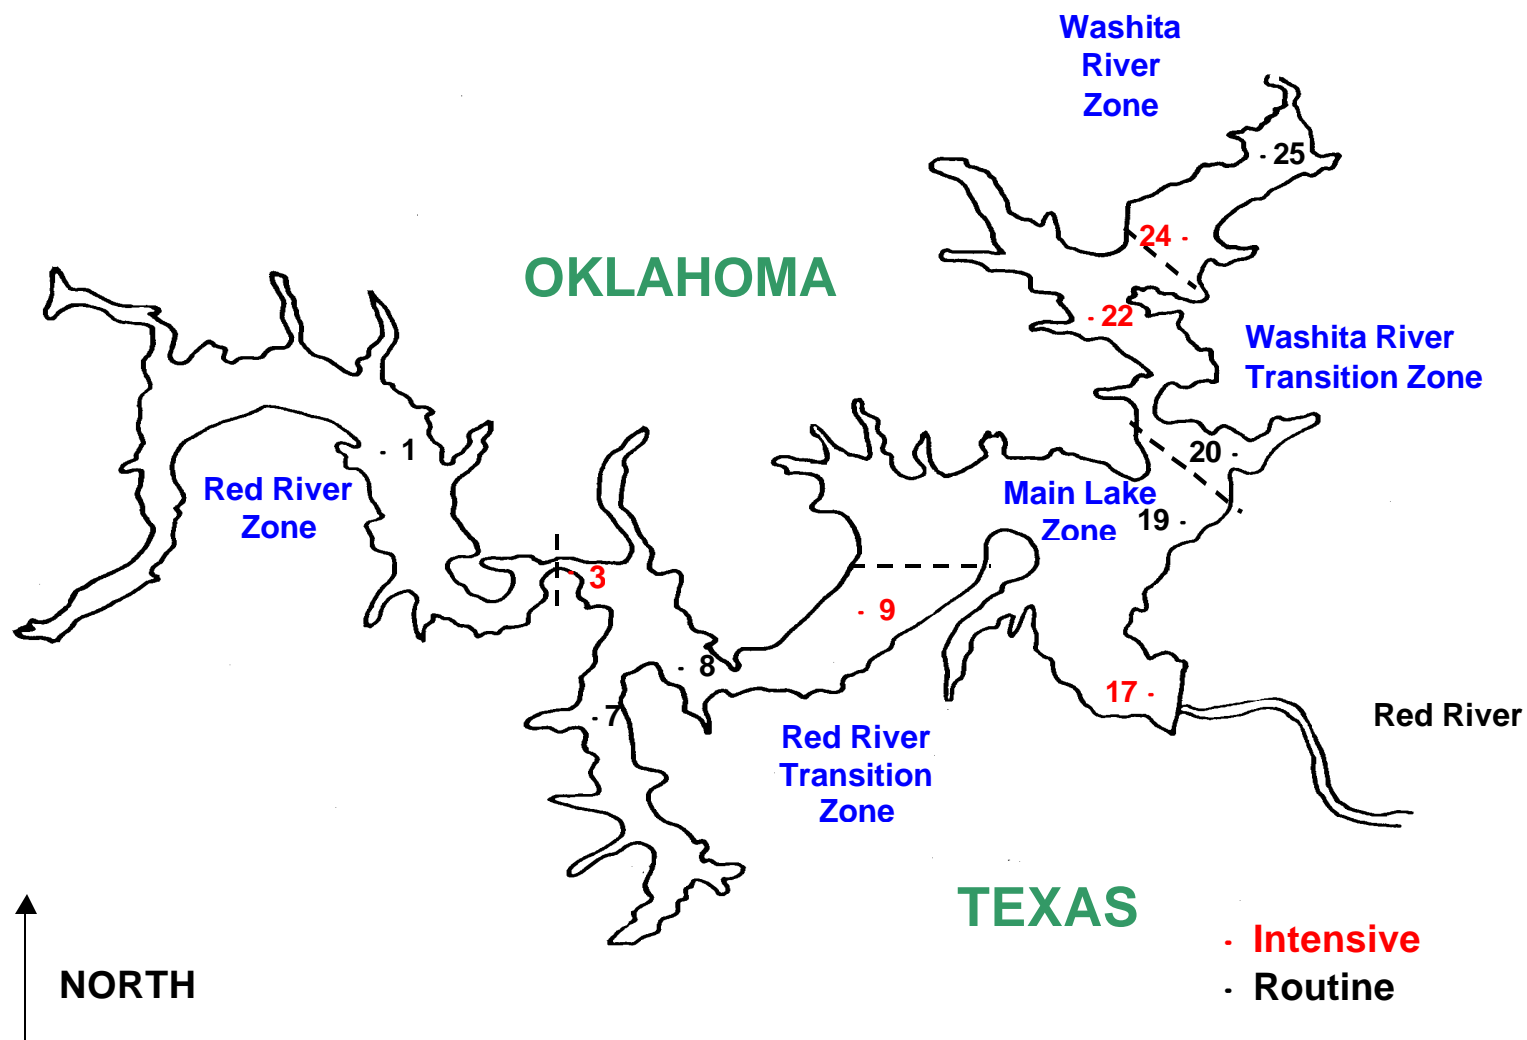 Washita
River
Zone
25
24
OKLAHOMA
22
Washita River
Transition Zone
1
20
Red River
Zone
Main Lake
Zone
19
3
9
8
17
7
Red River
Red River
Transition
Zone
TEXAS
Intensive
NORTH
Routine